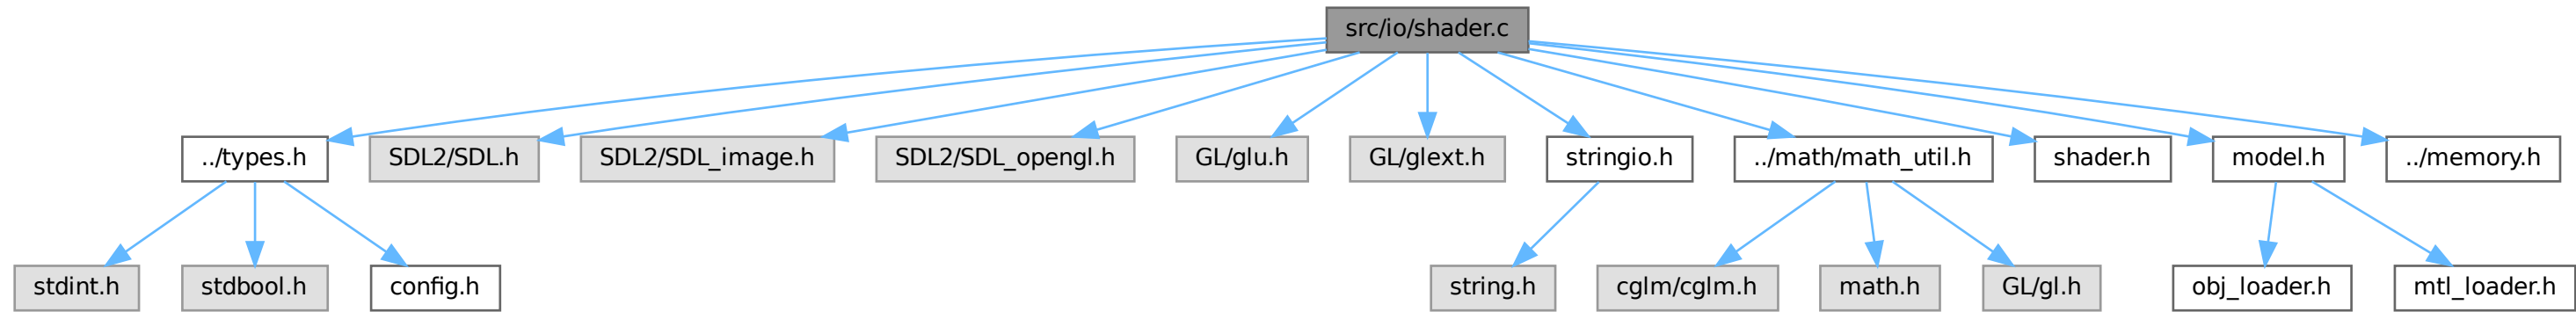 src/io/shader.c
../types.h
SDL2/SDL.h
SDL2/SDL_image.h
SDL2/SDL_opengl.h
GL/glu.h
GL/glext.h
stringio.h
../math/math_util.h
shader.h
model.h
../memory.h
stdint.h
stdbool.h
config.h
string.h
cglm/cglm.h
math.h
GL/gl.h
obj_loader.h
mtl_loader.h